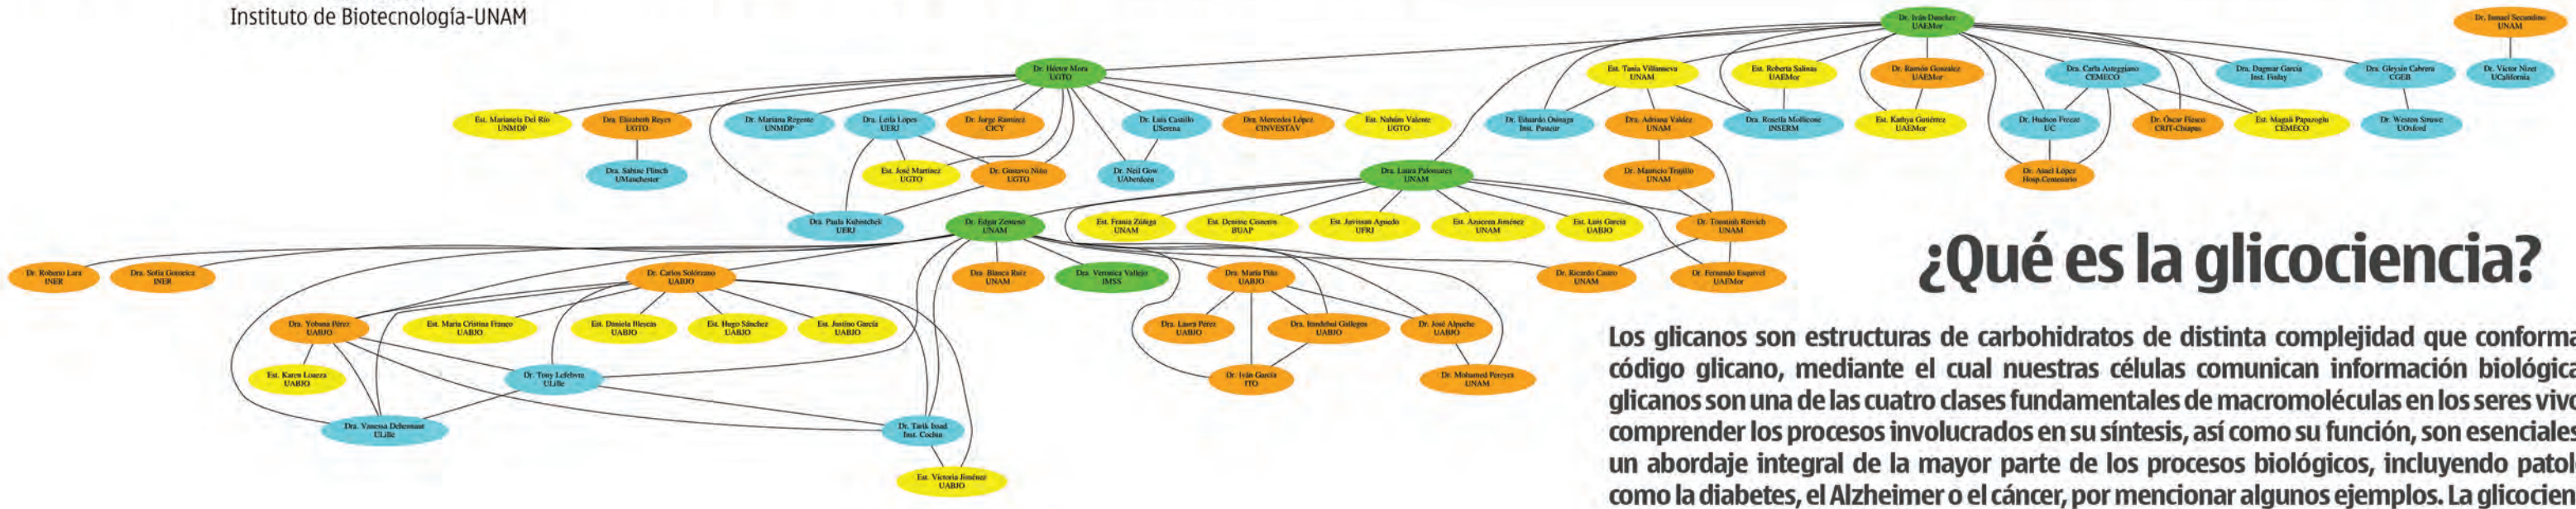 Instituto de Biotecnología-UNAM
Dr. Iván Daneker
UAEMor
Dr. Ismael Secundino
UNAM
Dr. Héctor Mora
UGTO
Est. Tania Villanueva
UNAM
Est. Roberta Salinas
UAEMor
Dr. Ramón González
UAEMor
Dr. Carla Asteggiano
CEMECO
Dr. Dagmar García
Inst. Finlay
Dra. Gleysin Cabrera
CGEB
Dr. Victor Nizet
UCalifornia
Est. Marianela Del Río
UNMDP
Dra. Elizabeth Reyes
UGTO
Dr. Mariana Regente
UNMDP
Dra. Leila Lopes
UERJ
Dr. Jorge Ramírez
CICY
Dr. Luis Castillo
USerena
Dra. Mercedes López
CINVESTAV
Est. Nahúm Valente
UGTO
Dr. Eduardo Osinaga
Inst. Pasteur
Dra. Adriana Valdez
UNAM
Dra. Rosella Mollicone
INSERM
Est. Kathya Gutiérrez
UAEMor
Dr. Hudson Freeze
UC
Dr. Óscar Fiesco
CRIT-Chiapas
Est. Magali Papazoglu
CEMECO
Dr. Weston Struwe
UOxford
Dra. Sabine Flitsch
UManchester
Est. José Martínez
UGTO
Dr. Gustavo Niño
UGTO
Dr. Neil Gow
UAberdeen
Dra. Laura Palomares
UNAM
Dr. Mauricio Trujillo
UNAM
Dr. Asael López
Hosp.Centenario
Dra. Paula Kubitschek
UERJ
Dr. Edgar Zenteno
UNAM
Est. Frania Zúñiga
UNAM
Est. Denisse Cisneros
BUAP
Est. Juvissan Aguedo
UFRJ
Est. Azucena Jiménez
UNAM
Est. Luis García
UABJO
Dr. Tonatiuh Ramírez
UNAM
Dr. Roberto Lara
INER
Dra. Sofía Gorocica
INER
Dr. Carlos Solórzano
UABJO
Dra. Blanca Ruíz
UNAM
Dra. Veronica Vallejo
IMSS
Dra. María Piña
UABJO
Dr. Ricardo Castro
UNAM
Dr. Fernando Esquivel
UAEMor
Dra. Yobana Pérez
UABJO
Est. María Cristina Franco
UABJO
Est. Daniela Bleycas
UABJO
Est. Hugo Sánchez
UABJO
Est. Justino García
UABJO
Dra. Laura Pérez
UABJO
Dra. Itandehui Gallegos
UABJO
Dr. José Alpuche
UABJO
Est. Karen Loaeza
UABJO
Dr. Tony Lefebvre
ULille
Dr. Iván García
ITO
Dr. Mohamed Pereyra
UNAM
Dra. Vanessa Dehennaut
ULille
Dr. Tarik Issad
Inst. Cochin
Est. Victoria Jiménez
UABJO
¿Qué es la glicociencia?
Los glicanos son estructuras de carbohidratos de distinta complejidad que conforma
código glicano, mediante el cual nuestras células comunican información biológica
glicanos son una de las cuatro clases fundamentales de macromoléculas en los seres vivo
comprender los procesos involucrados en su síntesis, así como su función, son esenciales
un abordaje integral de la mayor parte de los procesos biológicos, incluyendo patol
como la diabetes, el Alzheimer o el cáncer, por mencionar algunos ejemplos. La glicocien